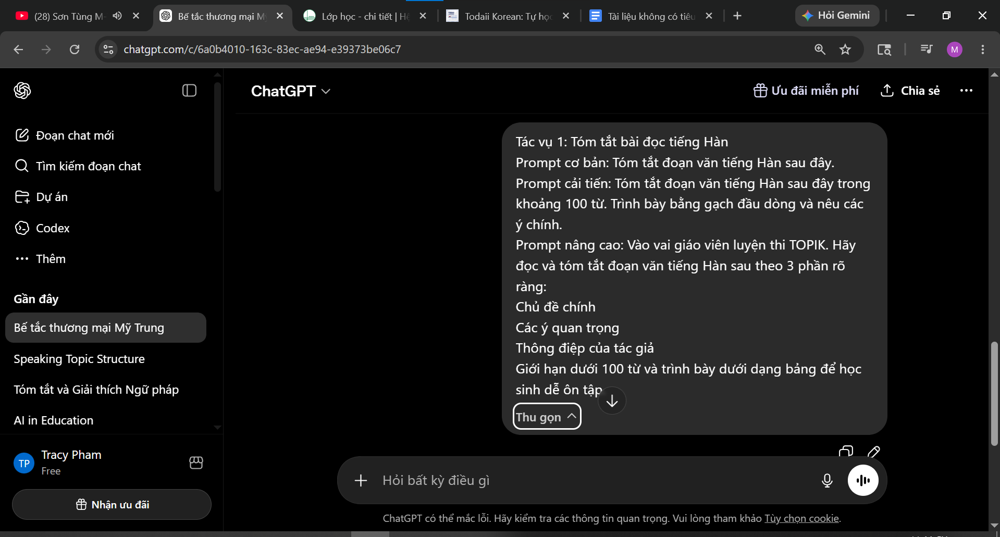 (28) Sơn Tùng M-
Bế tắc thương mại M
Lớp học - chi tiết | H
Todaii Korean: Tự họ
Tài liệu không có tiêu
Hỏi Gemini
chatgpt.com/c/6a0b4010-163c-83ec-ae94-e39373be06c7
M
ChatGPT
Ưu đãi miễn phí
Chia sẻ
Đoạn chat mới
Tìm kiếm đoạn chat
Dự án
Codex
Thêm
Gần đây
Bế tắc thương mại Mỹ Trung
Speaking Topic Structure
Tóm tắt và Giải thích Ngữ pháp
AI in Education
TP
Tracy Pham
Free
Nhận ưu đãi
Tác vụ 1: Tóm tắt bài đọc tiếng Hàn
Prompt cơ bản: Tóm tắt đoạn văn tiếng Hàn sau đây.
Prompt cải tiến: Tóm tắt đoạn văn tiếng Hàn sau đây trong
khoảng 100 từ. Trình bày bằng gạch đầu dòng và nêu các
ý chính.
Prompt nâng cao: Vào vai giáo viên luyện thi TOPIK. Hãy
đọc và tóm tắt đoạn văn tiếng Hàn sau theo 3 phần rõ
ràng:
Chủ đề chính
Các ý quan trọng
Thông điệp của tác giả
Giới hạn dưới 100 từ và trình bày dưới dạng bảng để học
sinh dễ ôn tập
Thu gọn
Hỏi bất kỳ điều gì
ChatGPT có thể mắc lỗi. Hãy kiểm tra các thông tin quan trọng. Vui lòng tham khảo Tùy chọn cookie.